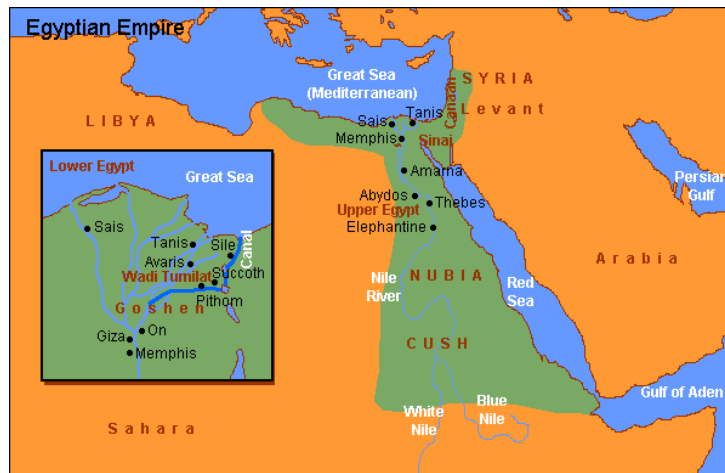 Egyptian Empire
Great Sea
(Mediterranean)
SYRIA
Levant
Canaan
LIBYA
Sais
Tanis
Memphis
Sinai
Amarna
Abydos
Thebes
Upper Egypt
Elephantine
Persian
Gulf
Arabia
Nile
River
NUBIA
Red
Sea
CUSH
White
Nile
Blue
Nile
Gulf of Aden
Sahara
Lower Egypt
Great Sea
Sais
Tanis
Sile
Canal
Avaris
Wadi Tumilat
Succoth
Pithom
Goshen
On
Giza
Memphis